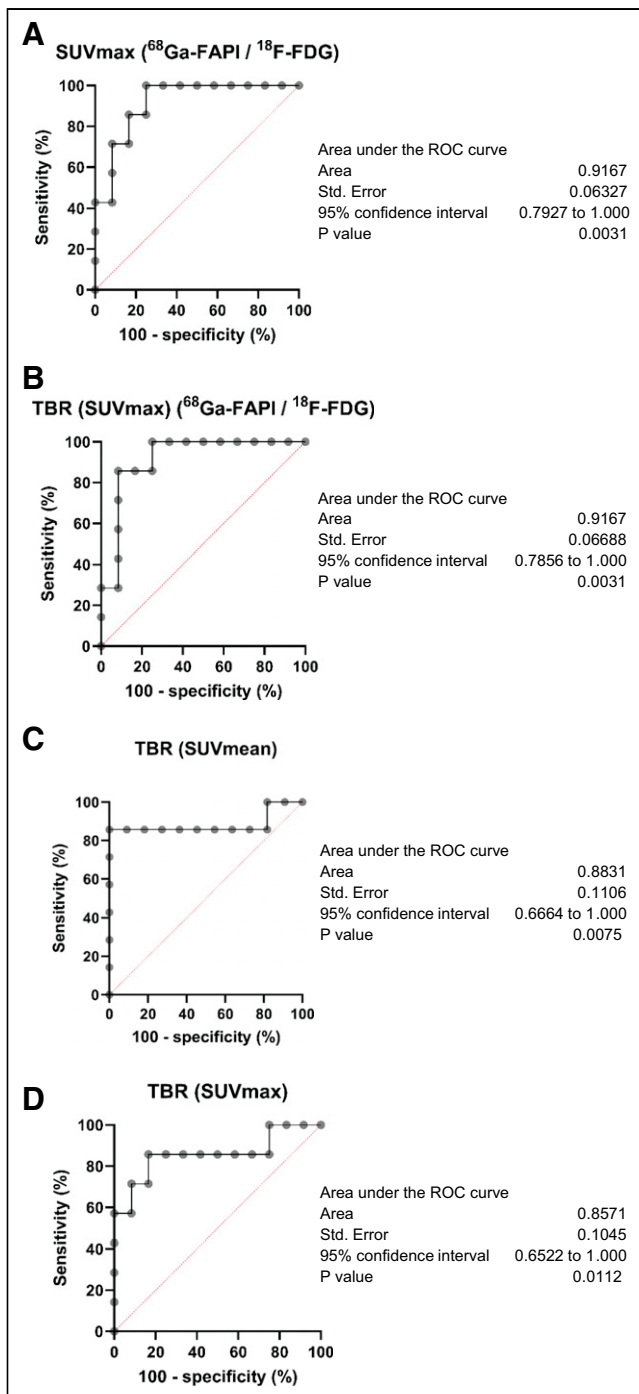 A
SUVmax (⁶⁸Ga-FAPI / ¹⁸F-FDG)
100
80
60
40
20
0
Sensitivity (%)
0 20 40 60 80 100
100 - specificity (%)
Area under the ROC curve
Area 0.9167
Std. Error 0.06327
95% confidence interval 0.7927 to 1.000
P value 0.0031
B
TBR (SUVmax) (⁶⁸Ga-FAPI / ¹⁸F-FDG)
100
80
60
40
20
0
Sensitivity (%)
0 20 40 60 80 100
100 - specificity (%)
Area under the ROC curve
Area 0.9167
Std. Error 0.06688
95% confidence interval 0.7856 to 1.000
P value 0.0031
C
TBR (SUVmean)
100
80
60
40
20
0
Sensitivity (%)
0 20 40 60 80 100
100 - specificity (%)
Area under the ROC curve
Area 0.8831
Std. Error 0.1106
95% confidence interval 0.6664 to 1.000
P value 0.0075
D
TBR (SUVmax)
100
80
60
40
20
0
Sensitivity (%)
0 20 40 60 80 100
100 - specificity (%)
Area under the ROC curve
Area 0.8571
Std. Error 0.1045
95% confidence interval 0.6522 to 1.000
P value 0.0112